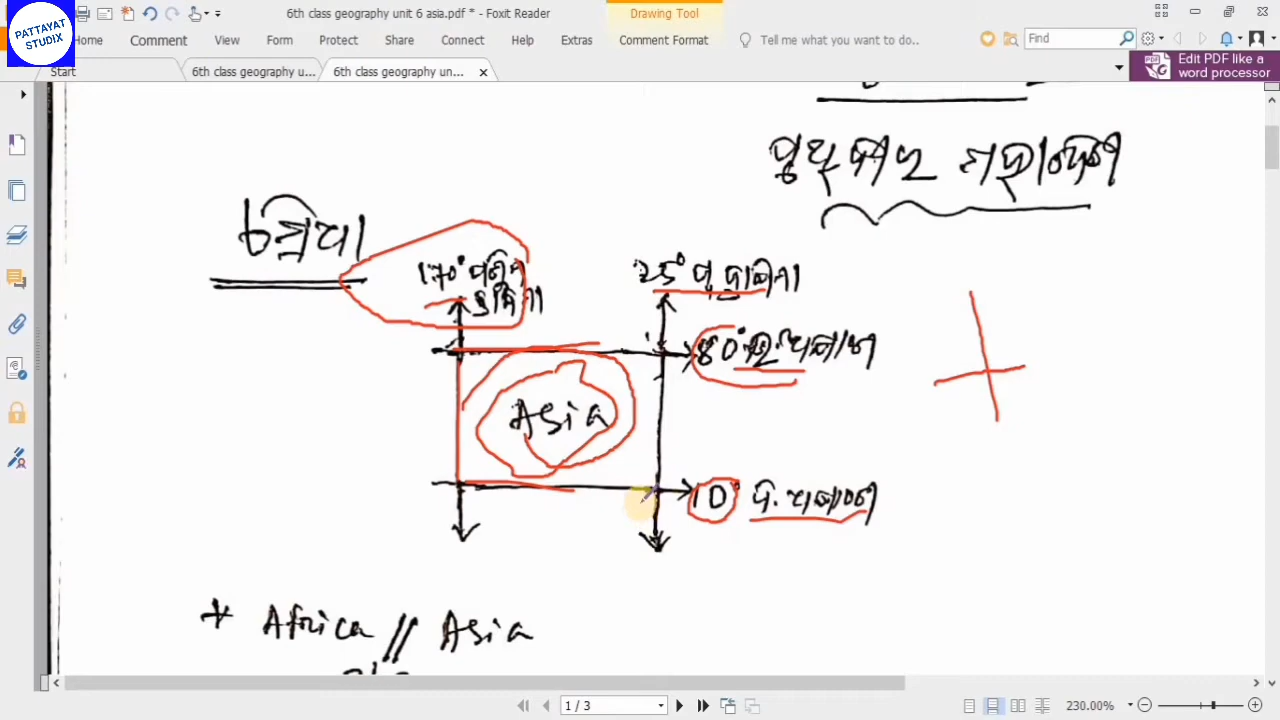 PATTAYAT STUDIX
6th class geography unit 6 asia.pdf * - Foxit Reader
Drawing Tool
Home Comment View Form Protect Share Connect Help Extras Comment Format Tell me what you want to do... Find
Start 6th class geography u... 6th class geography un... Edit PDF like a word processor
ମହାଦେଶ
ଏସିଆ
170° ପଶ୍ଚିମ
25° ପୂ ଦ୍ରାଘିମା
80° ଉ. ଅକ୍ଷାଂଶ
Asia
10° ଦ. ଅକ୍ଷାଂଶ
* Africa // Asia
1 / 3
230.00%